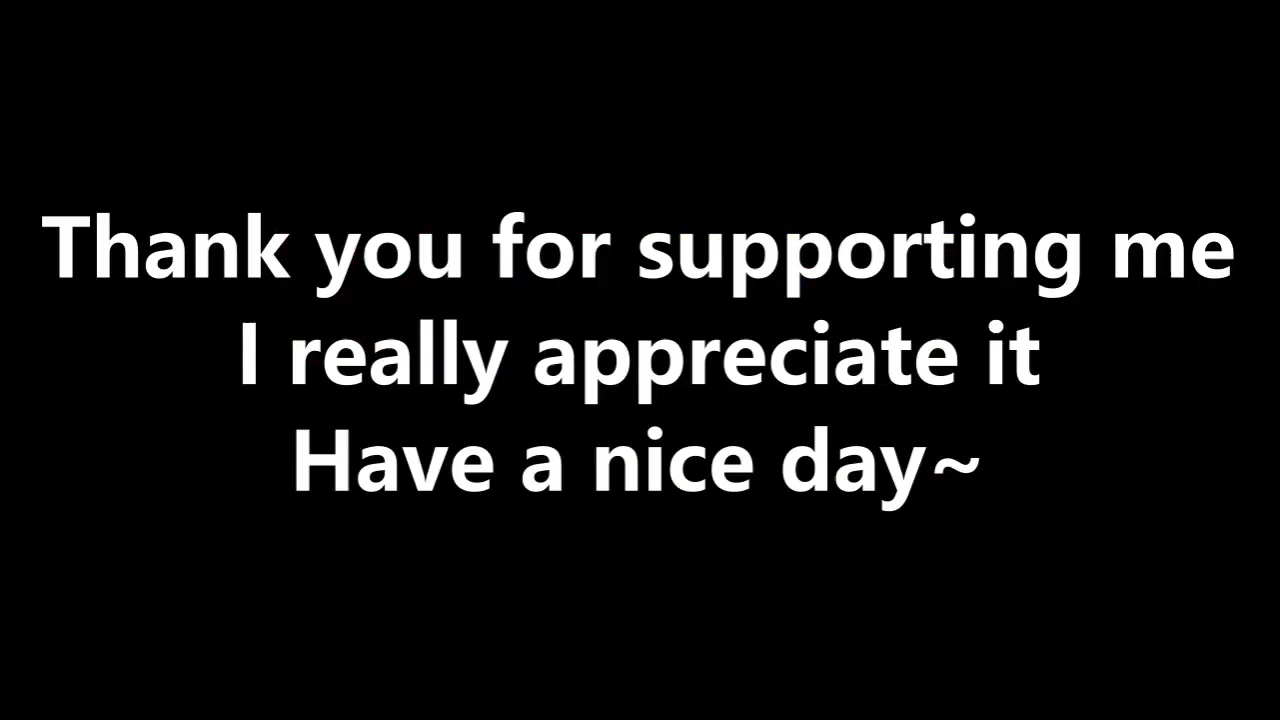 Thank you for supporting me
I really appreciate it
Have a nice day~